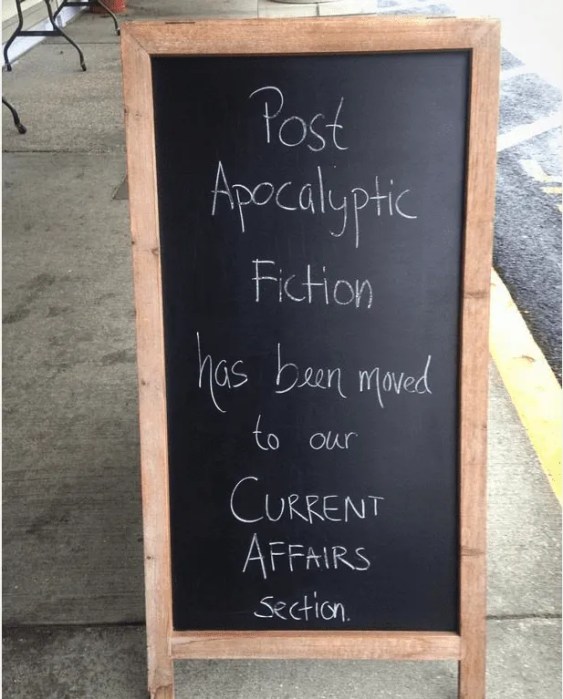 Post
Apocalyptic
Fiction
has been moved
to our
CURRENT
AFFAIRS
section.